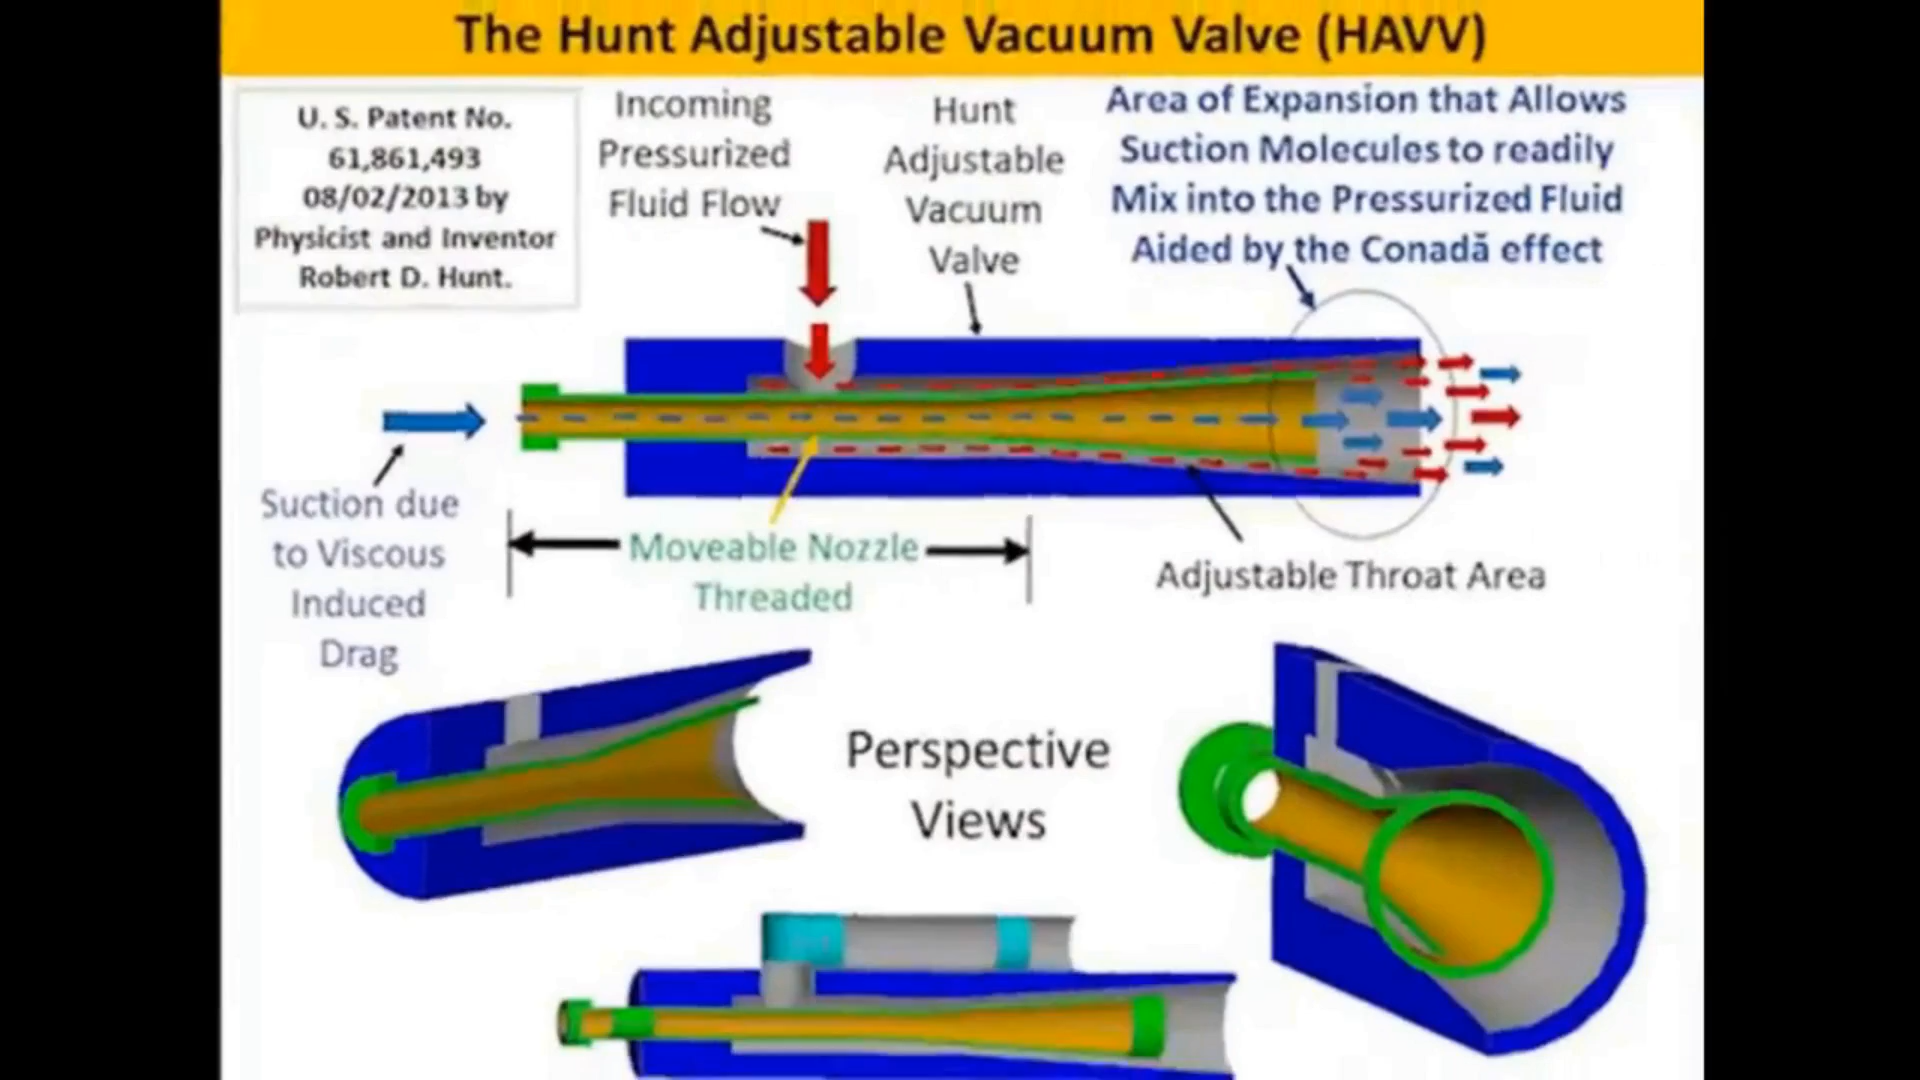 The Hunt Adjustable Vacuum Valve (HAVV)
U. S. Patent No.
61,861,493
08/02/2013 by
Physicist and Inventor
Robert D. Hunt.
Incoming
Pressurized
Fluid Flow
Hunt
Adjustable
Vacuum
Valve
Area of Expansion that Allows
Suction Molecules to readily
Mix into the Pressurized Fluid
Aided by the Conadă effect
Suction due
to Viscous
Induced
Drag
Moveable Nozzle
Threaded
Adjustable Throat Area
Perspective
Views